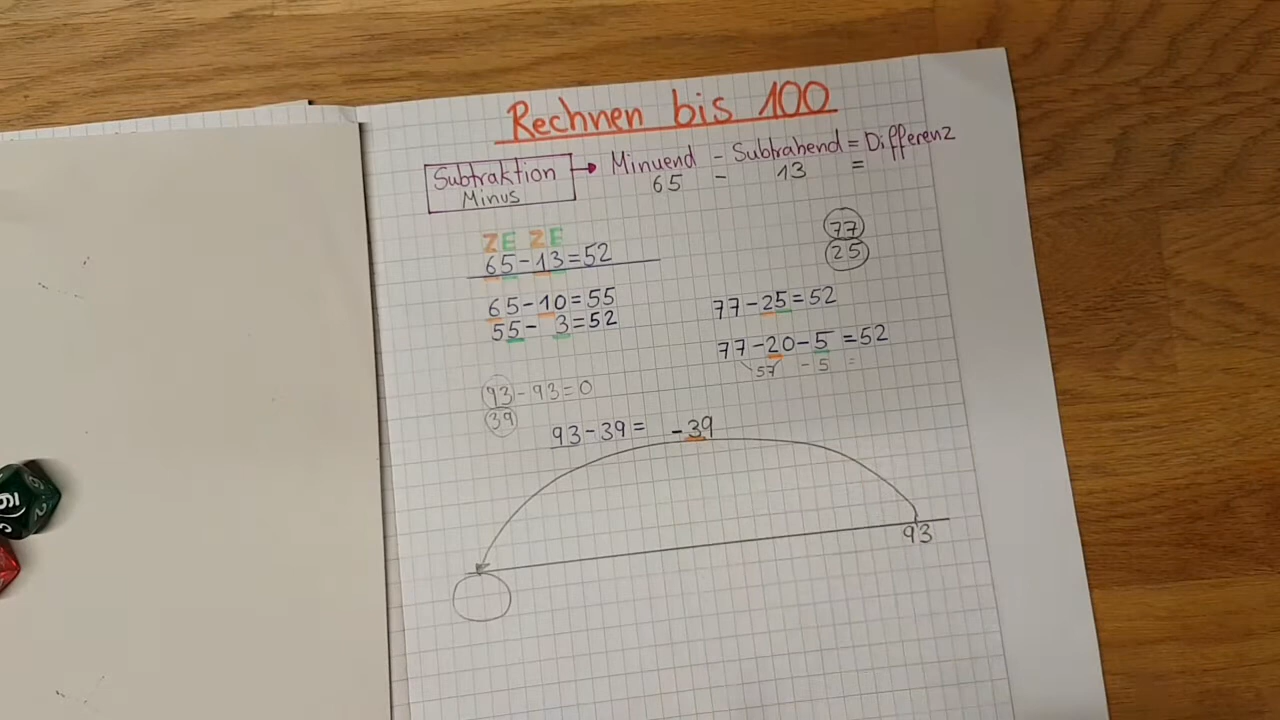 Rechnen bis 100
Subtraktion → Minuend - Subtrahend = Differenz
Minus 65 - 13 =
ZE ZE
65-13=52
77
25
65-10=55
55- 3=52
77-25=52
77-20-5=52
57 - 5 =
93-93=0
39
93-39= -39
93